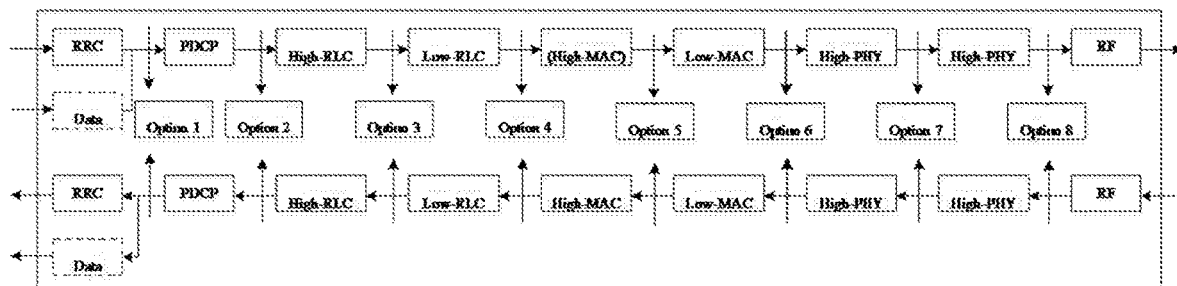 RRC PDCP High-RLC Low-RLC (High-MAC) Low-MAC High-PHY High-PHY RF
Data Option 1 Option 2 Option 3 Option 4 Option 5 Option 6 Option 7 Option 8
RRC PDCP High-RLC Low-RLC High-MAC Low-MAC High-PHY High-PHY RF
Data